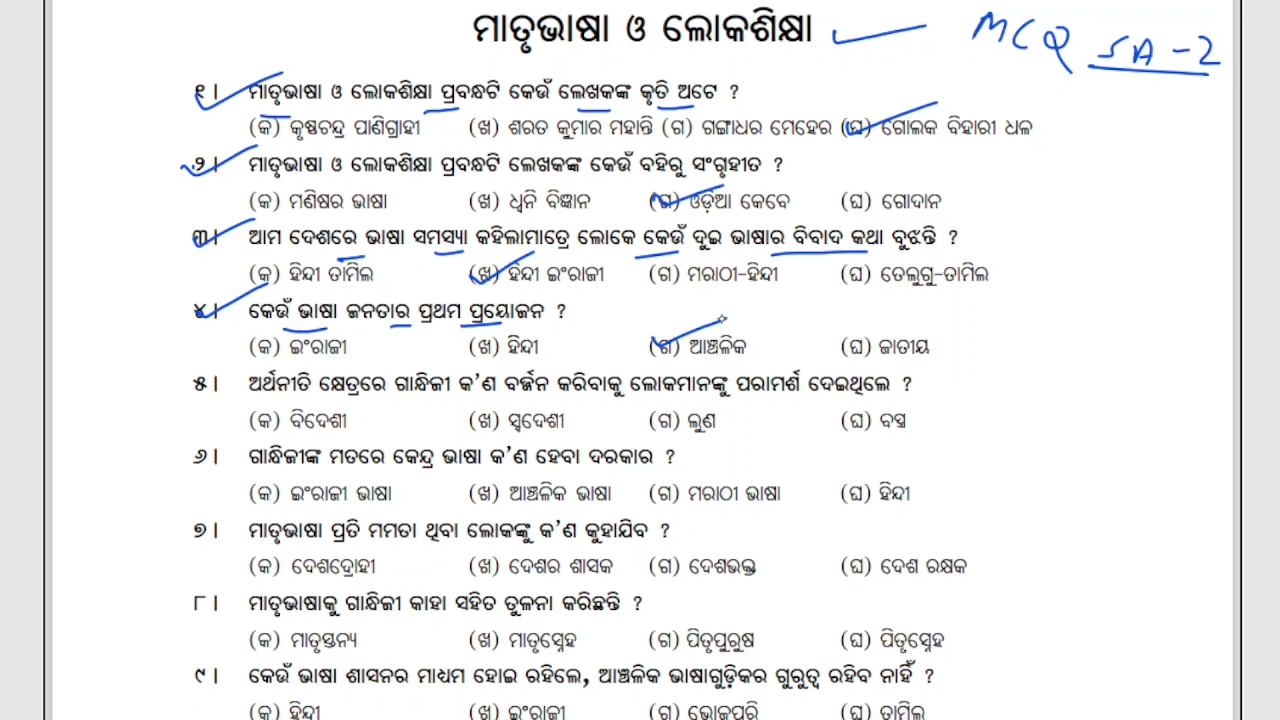 ମାତୃଭାଷା ଓ ଲୋକଶିକ୍ଷା MCQ SA-2
୧। ମାତୃଭାଷା ଓ ଲୋକଶିକ୍ଷା ପ୍ରବନ୍ଧଟି କେଉଁ ଲେଖକଙ୍କ କୃତି ଅଟେ ?
(କ) କୃଷ୍ଣଚନ୍ଦ୍ର ପାଣିଗ୍ରାହୀ (ଖ) ଶରତ କୁମାର ମହାନ୍ତି (ଗ) ଗଙ୍ଗାଧର ମେହେର (ଘ) ଗୋଲକ ବିହାରୀ ଧଳ
୨। ମାତୃଭାଷା ଓ ଲୋକଶିକ୍ଷା ପ୍ରବନ୍ଧଟି ଲେଖକଙ୍କ କେଉଁ ବହିରୁ ସଂଗୃହୀତ ?
(କ) ମଣିଷର ଭାଷା (ଖ) ଧ୍ୱନି ବିଜ୍ଞାନ (ଗ) ଓଡ଼ିଆ କେବେ (ଘ) ଗୋଦାନ
୩। ଆମ ଦେଶରେ ଭାଷା ସମସ୍ୟା କହିଲାମାତ୍ରେ ଲୋକେ କେଉଁ ଦୁଇ ଭାଷାର ବିବାଦ କଥା ବୁଝନ୍ତି ?
(କ) ହିନ୍ଦୀ ତାମିଲ (ଖ) ହିନ୍ଦୀ ଇଂରାଜୀ (ଗ) ମରାଠୀ-ହିନ୍ଦୀ (ଘ) ତେଲୁଗୁ-ତାମିଲ
୪। କେଉଁ ଭାଷା ଜନତାର ପ୍ରଥମ ପ୍ରୟୋଜନ ?
(କ) ଇଂରାଜୀ (ଖ) ହିନ୍ଦୀ (ଗ) ଆଞ୍ଚଳିକ (ଘ) ଜାତୀୟ
୫। ଅର୍ଥନୀତି କ୍ଷେତ୍ରରେ ଗାନ୍ଧିଜୀ କ'ଣ ବର୍ଜନ କରିବାକୁ ଲୋକମାନଙ୍କୁ ପରାମର୍ଶ ଦେଇଥିଲେ ?
(କ) ବିଦେଶୀ (ଖ) ସ୍ୱଦେଶୀ (ଗ) ଲୁଣ (ଘ) ବସ୍ତ୍ର
୬। ଗାନ୍ଧିଜୀଙ୍କ ମତରେ କେନ୍ଦ୍ର ଭାଷା କ'ଣ ହେବା ଦରକାର ?
(କ) ଇଂରାଜୀ ଭାଷା (ଖ) ଆଞ୍ଚଳିକ ଭାଷା (ଗ) ମରାଠୀ ଭାଷା (ଘ) ହିନ୍ଦୀ
୭। ମାତୃଭାଷା ପ୍ରତି ମମତା ଥିବା ଲୋକଙ୍କୁ କ'ଣ କୁହାଯିବ ?
(କ) ଦେଶଦ୍ରୋହୀ (ଖ) ଦେଶର ଶାସକ (ଗ) ଦେଶଭକ୍ତ (ଘ) ଦେଶ ରକ୍ଷକ
୮। ମାତୃଭାଷାକୁ ଗାନ୍ଧିଜୀ କାହା ସହିତ ତୁଳନା କରିଛନ୍ତି ?
(କ) ମାତୃସ୍ତନ୍ୟ (ଖ) ମାତୃସ୍ନେହ (ଗ) ପିତୃପୁରୁଷ (ଘ) ପିତୃସ୍ନେହ
୯। କେଉଁ ଭାଷା ଶାସନର ମାଧ୍ୟମ ହୋଇ ରହିଲେ, ଆଞ୍ଚଳିକ ଭାଷାଗୁଡ଼ିକର ଗୁରୁତ୍ୱ ରହିବ ନାହିଁ ?
(କ) ହିନ୍ଦୀ (ଖ) ଇଂରାଜୀ (ଗ) ଭୋଜପୁରି (ଘ) ତାମିଲ